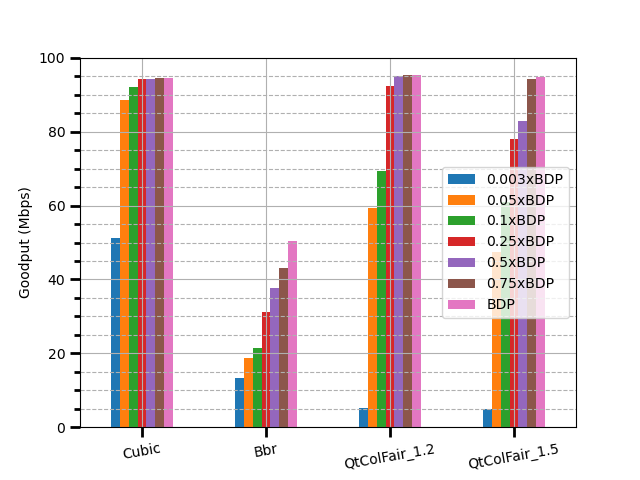 100
80
60
40
20
0
Goodput (Mbps)
0.003xBDP
0.05xBDP
0.1xBDP
0.25xBDP
0.5xBDP
0.75xBDP
BDP
Cubic
Bbr
QtColFair_1.2
QtColFair_1.5